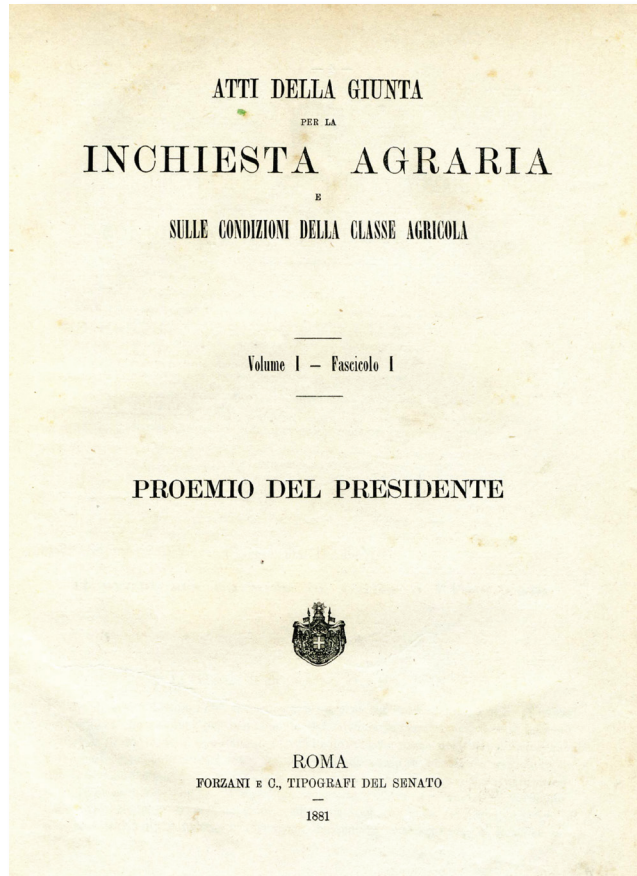 ATTI DELLA GIUNTA
PER LA
INCHIESTA AGRARIA
E
SULLE CONDIZIONI DELLA CLASSE AGRICOLA
Volume I — Fascicolo I
PROEMIO DEL PRESIDENTE
ROMA
FORZANI E C., TIPOGRAFI DEL SENATO
1881